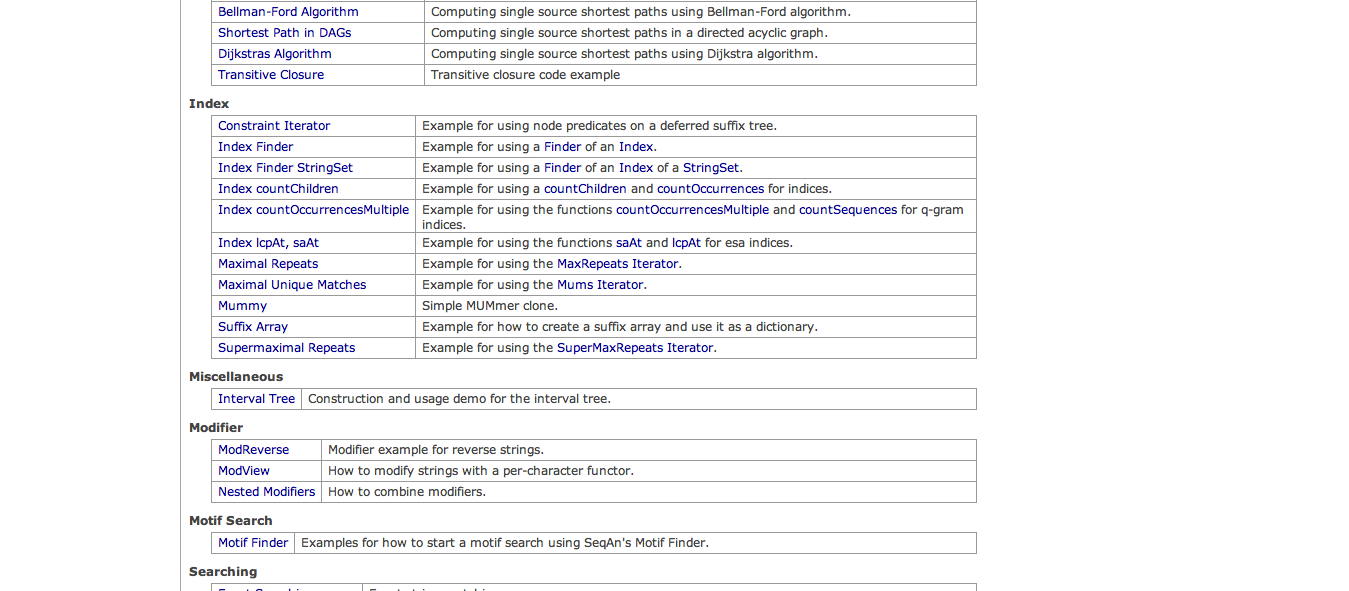 Bellman-Ford Algorithm Computing single source shortest paths using Bellman-Ford algorithm.
Shortest Path in DAGs Computing single source shortest paths in a directed acyclic graph.
Dijkstras Algorithm Computing single source shortest paths using Dijkstra algorithm.
Transitive Closure Transitive closure code example
Index
Constraint Iterator Example for using node predicates on a deferred suffix tree.
Index Finder Example for using a Finder of an Index.
Index Finder StringSet Example for using a Finder of an Index of a StringSet.
Index countChildren Example for using a countChildren and countOccurrences for indices.
Index countOccurrencesMultiple Example for using the functions countOccurrencesMultiple and countSequences for q-gram
indices.
Index lcpAt, saAt Example for using the functions saAt and lcpAt for esa indices.
Maximal Repeats Example for using the MaxRepeats Iterator.
Maximal Unique Matches Example for using the Mums Iterator.
Mummy Simple MUMmer clone.
Suffix Array Example for how to create a suffix array and use it as a dictionary.
Supermaximal Repeats Example for using the SuperMaxRepeats Iterator.
Miscellaneous
Interval Tree Construction and usage demo for the interval tree.
Modifier
ModReverse Modifier example for reverse strings.
ModView How to modify strings with a per-character functor.
Nested Modifiers How to combine modifiers.
Motif Search
Motif Finder Examples for how to start a motif search using SeqAn's Motif Finder.
Searching